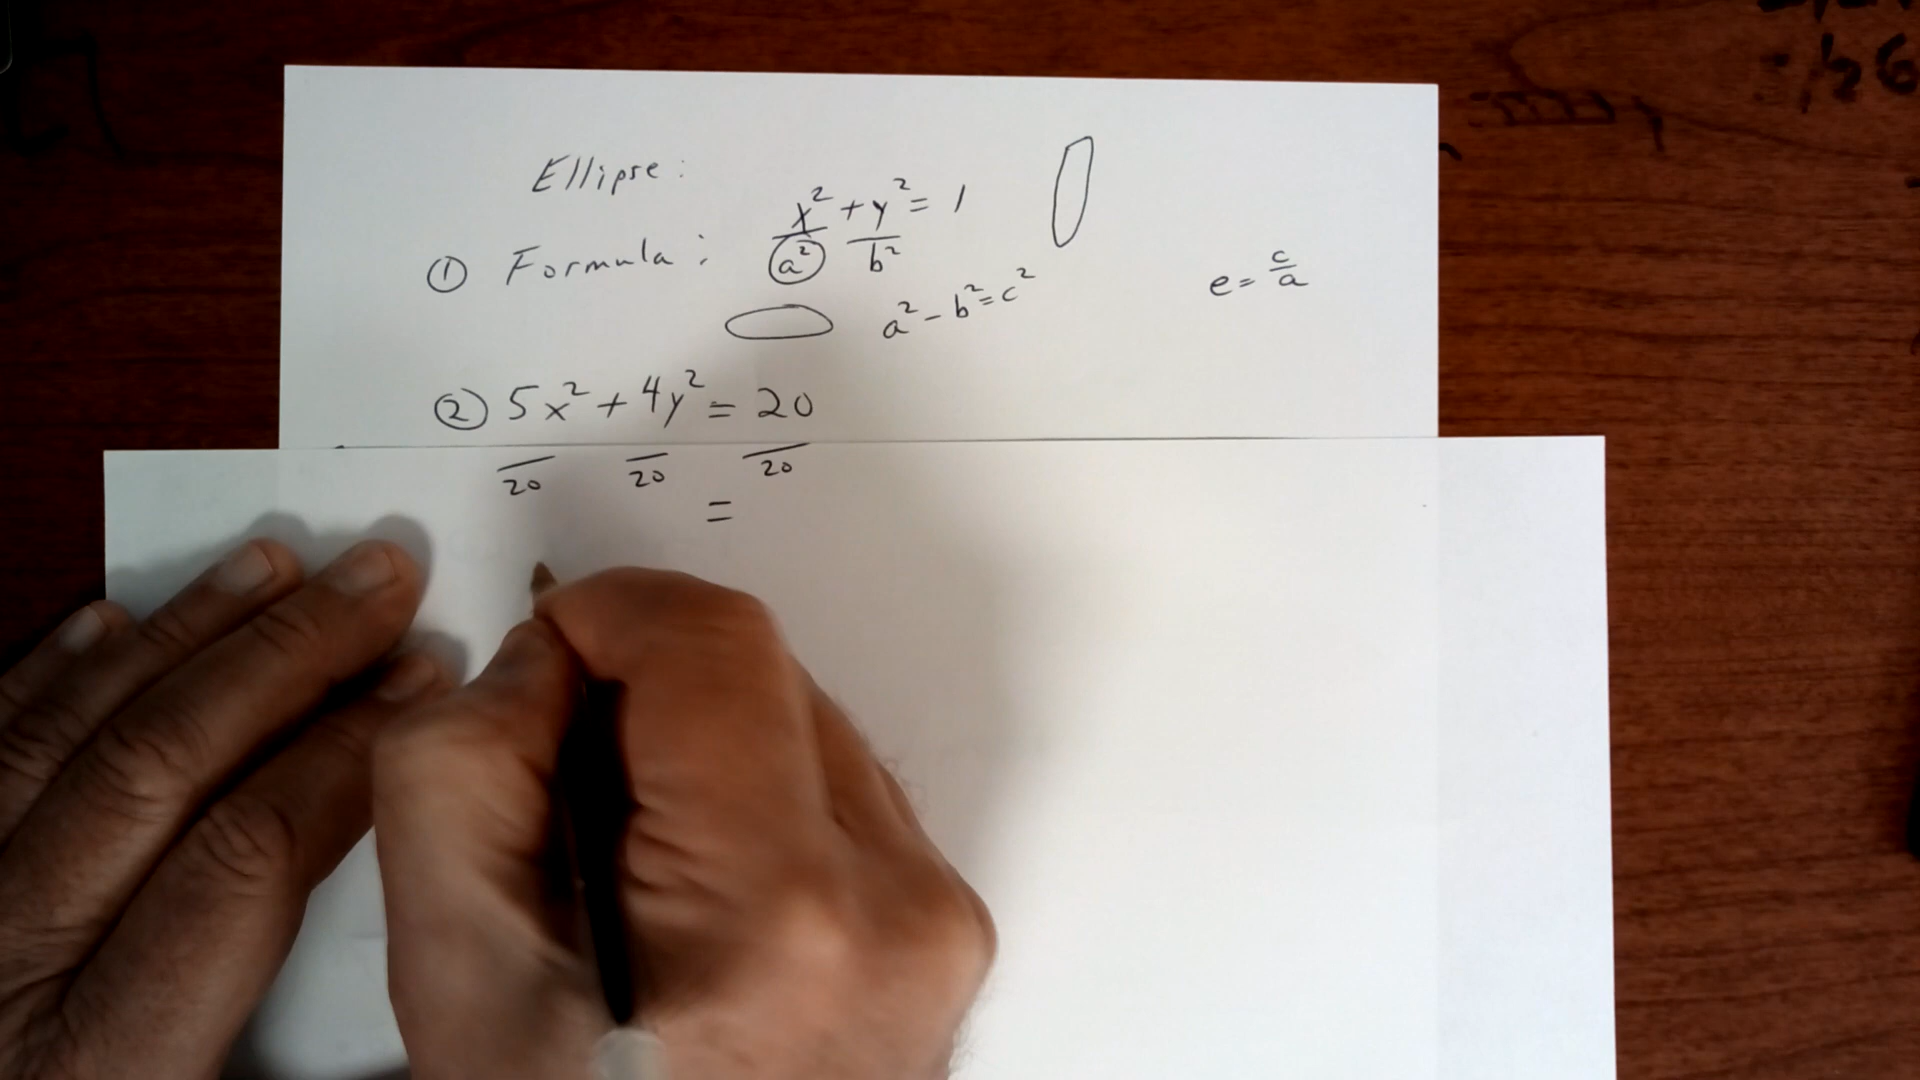 Ellipse:
① Formula: x²/a² + y²/b² = 1
a² - b² = c²
e = c/a
② 5x² + 4y² = 20
/20 /20 /20
=